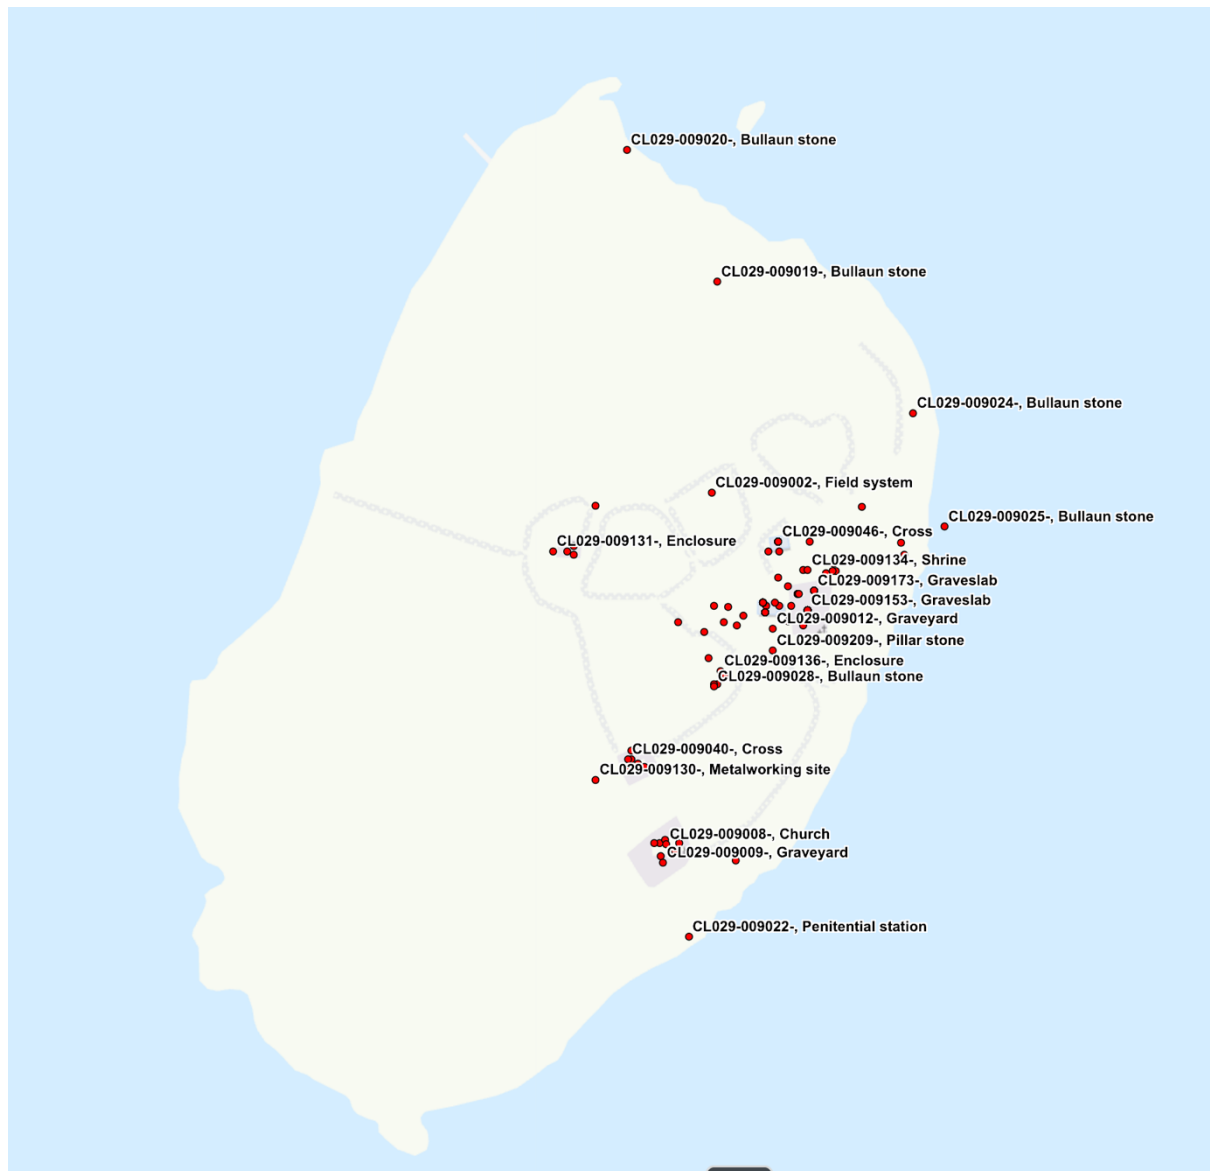 CL029-009020-, Bullaun stone
CL029-009019-, Bullaun stone
CL029-009024-, Bullaun stone
CL029-009002-, Field system
CL029-009025-, Bullaun stone
CL029-009046-, Cross
CL029-009131-, Enclosure
CL029-009134-, Shrine
CL029-009173-, Graveslab
CL029-009153-, Graveslab
CL029-009012-, Graveyard
CL029-009209-, Pillar stone
CL029-009136-, Enclosure
CL029-009028-, Bullaun stone
CL029-009040-, Cross
CL029-009130-, Metalworking site
CL029-009008-, Church
CL029-009009-, Graveyard
CL029-009022-, Penitential station